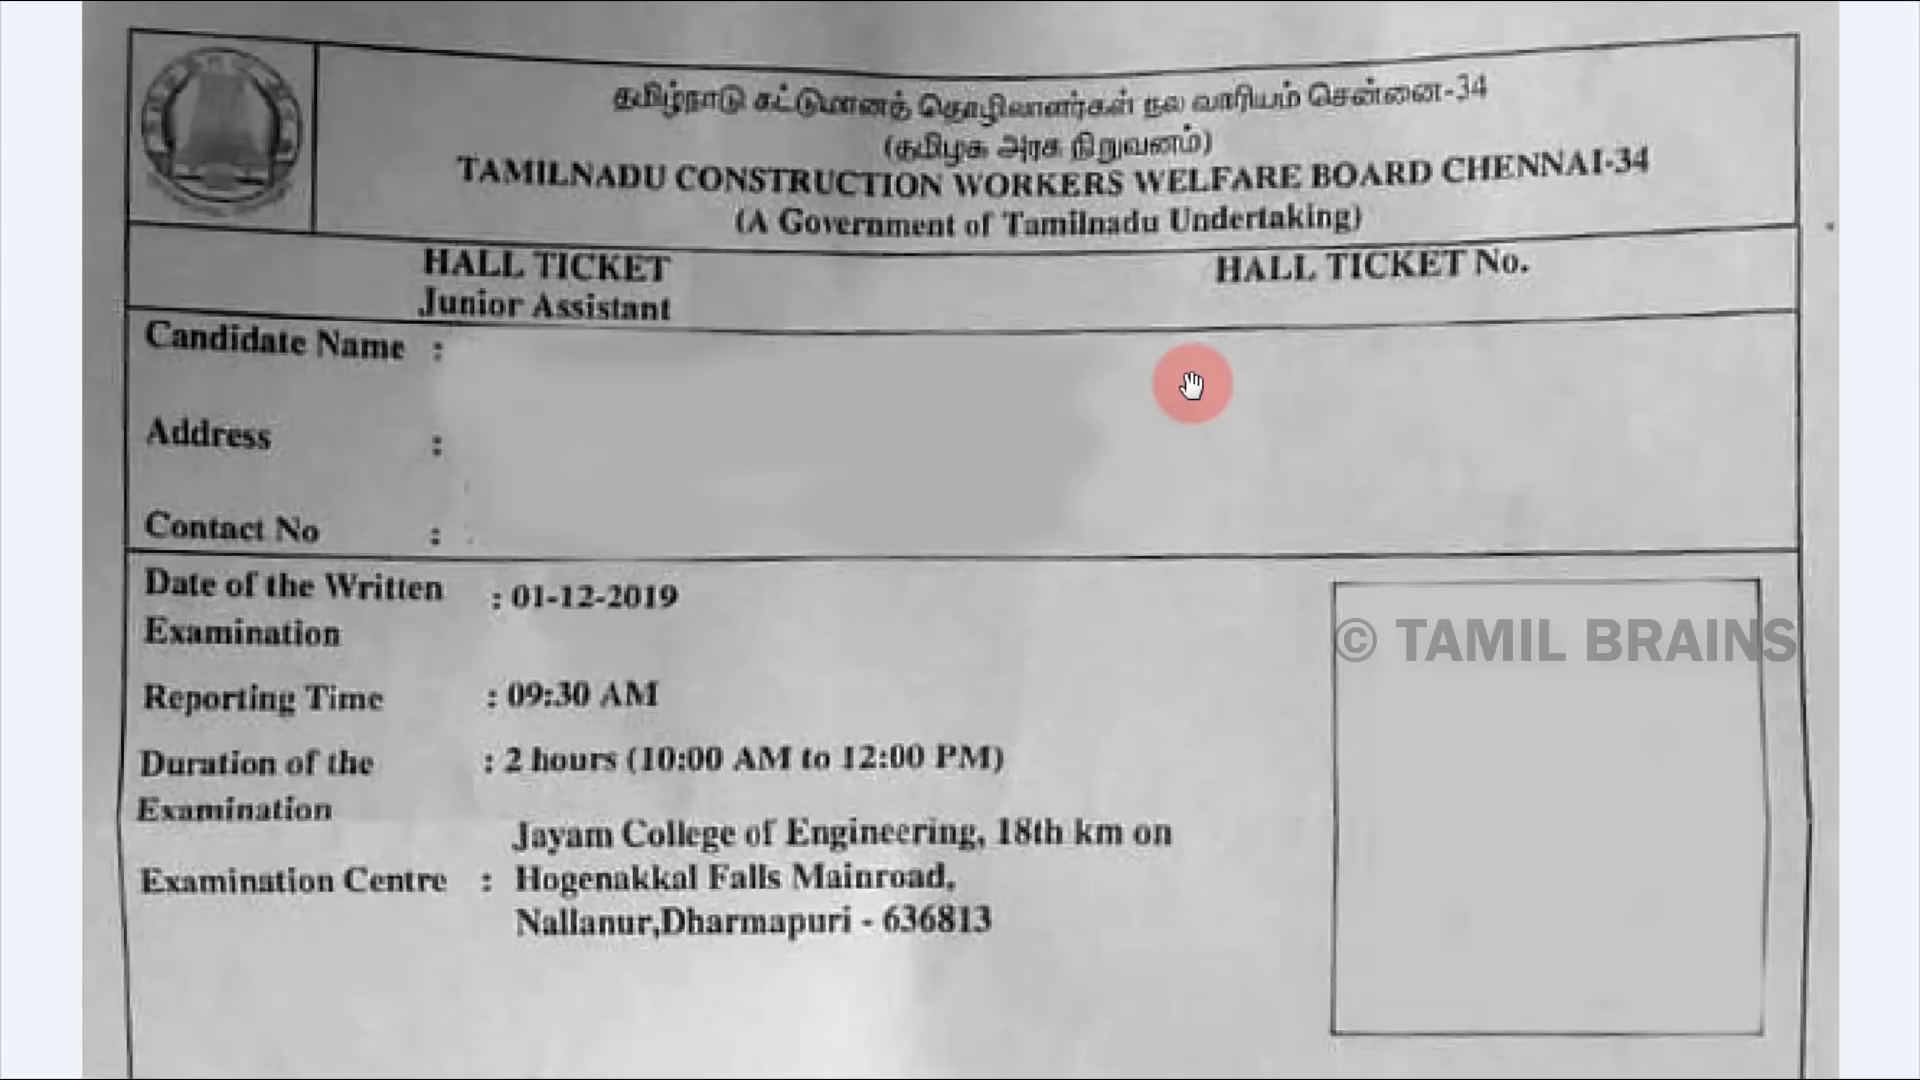 தமிழ்நாடு கட்டுமானத் தொழிலாளர்கள் நல வாரியம் சென்னை-34
(தமிழக அரசு நிறுவனம்)
TAMILNADU CONSTRUCTION WORKERS WELFARE BOARD CHENNAI-34
(A Government of Tamilnadu Undertaking)
HALL TICKET
Junior Assistant
HALL TICKET No.
Candidate Name :
Address :
Contact No :
Date of the Written Examination : 01-12-2019
Reporting Time : 09:30 AM
Duration of the Examination : 2 hours (10:00 AM to 12:00 PM)
Examination Centre : Jayam College of Engineering, 18th km on
Hogenakkal Falls Mainroad,
Nallanur,Dharmapuri - 636813
© TAMIL BRAINS